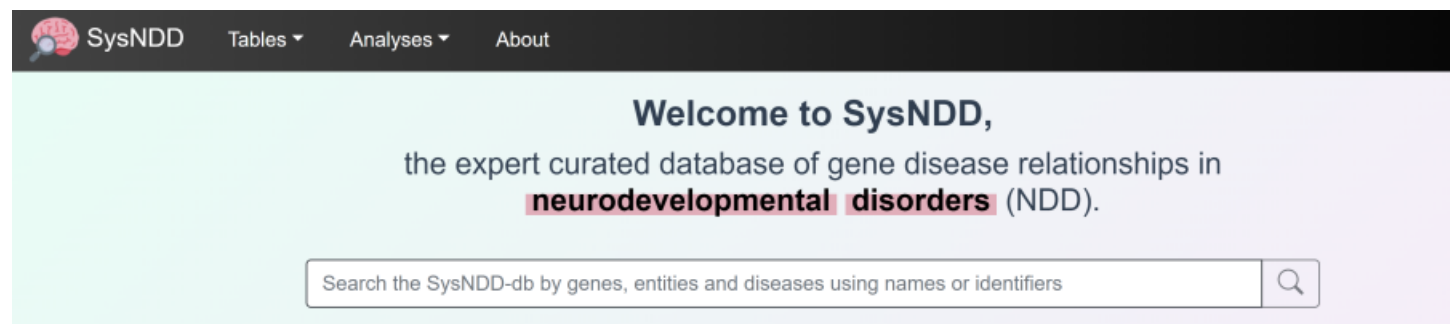 SysNDD Tables Analyses About
Welcome to SysNDD,
the expert curated database of gene disease relationships in
neurodevelopmental disorders (NDD).
Search the SysNDD-db by genes, entities and diseases using names or identifiers